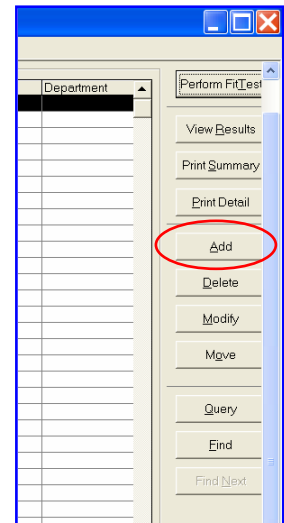 Department
Perform FitTest
View Results
Print Summary
Print Detail
Add
Delete
Modify
Move
Query
Find
Find Next